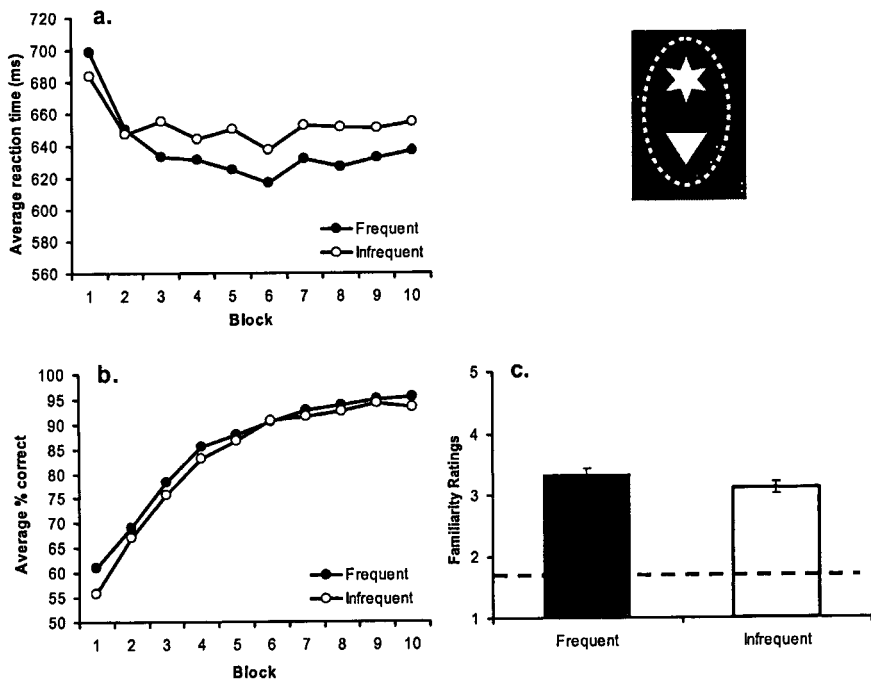 a.
Average reaction time (ms)
720
700
680
660
640
620
600
580
560
Frequent
Infrequent
1 2 3 4 5 6 7 8 9 10
Block
b.
Average % correct
100
95
90
85
80
75
70
65
60
55
50
Frequent
Infrequent
1 2 3 4 5 6 7 8 9 10
Block
c.
Familiarity Ratings
5
4
3
2
1
Frequent Infrequent